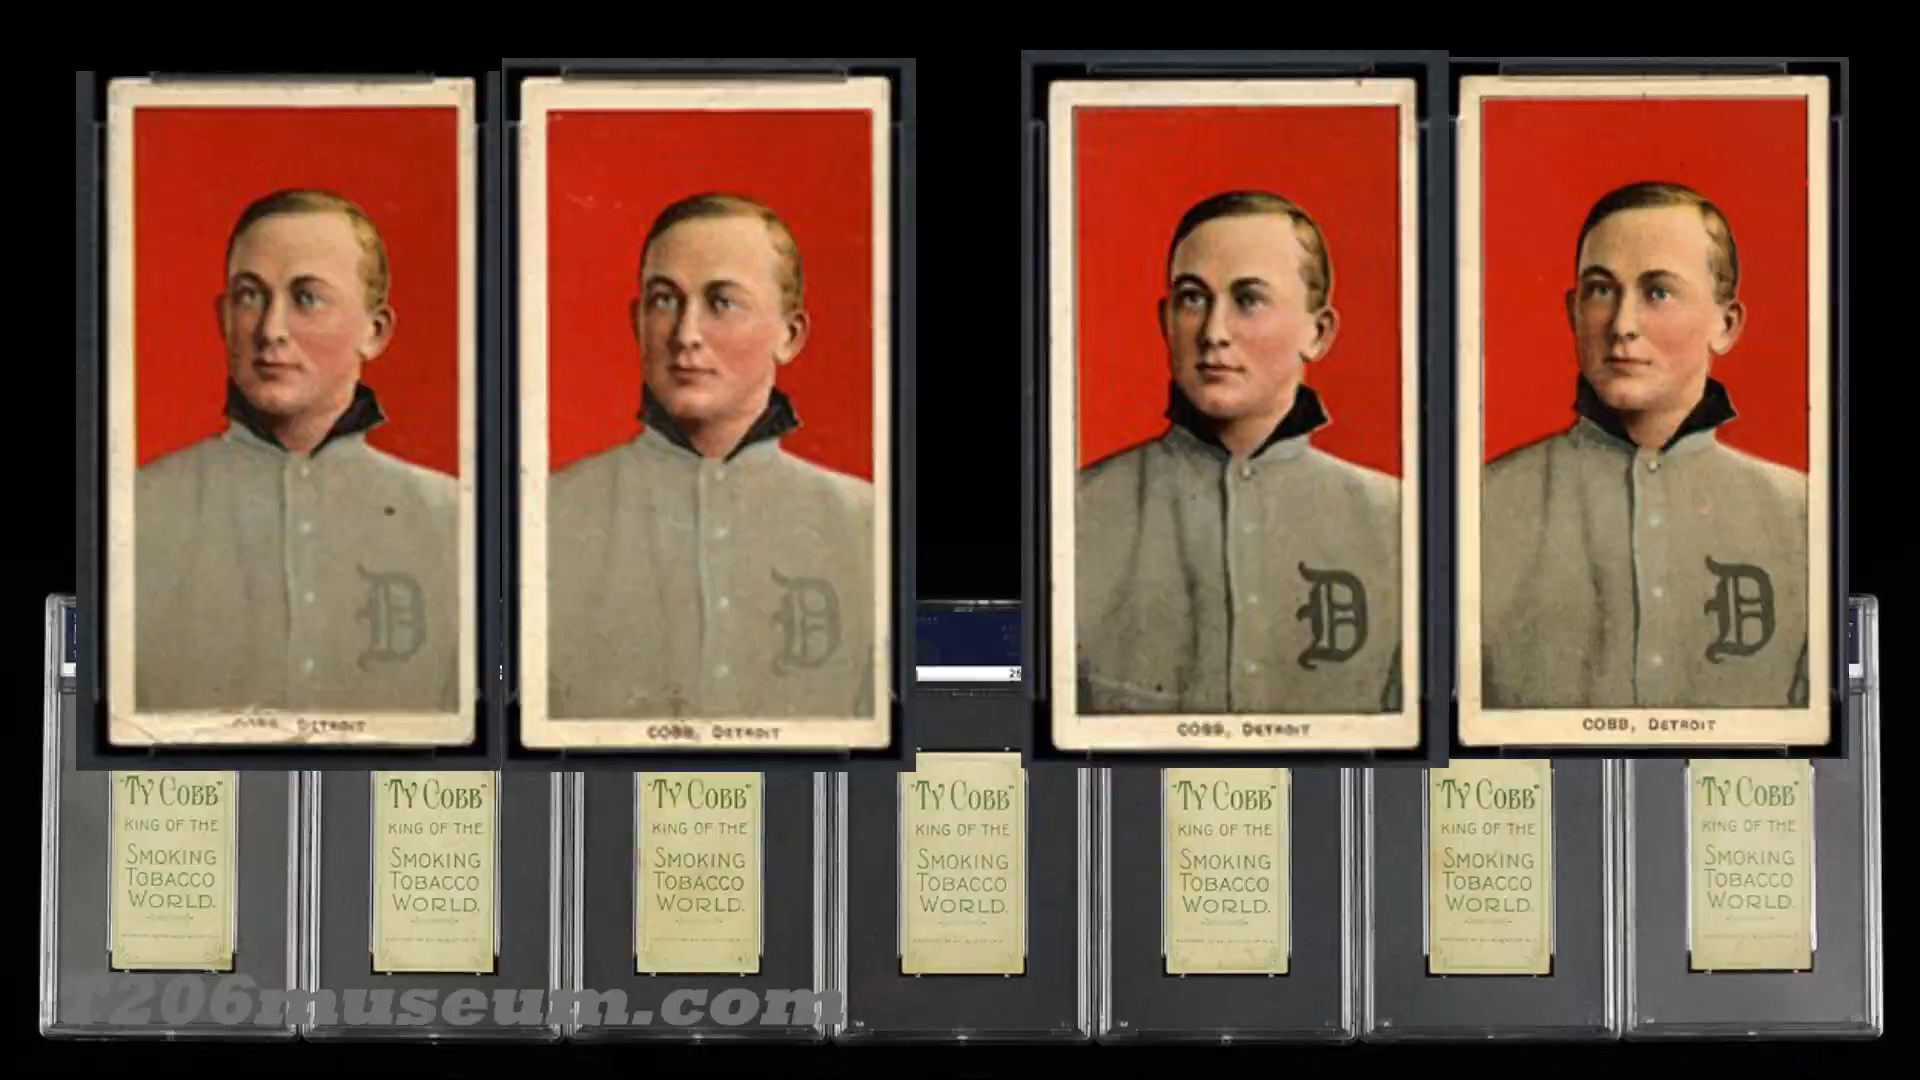 DETROIT
COBB, DETROIT
COBB, DETROIT
COBB, DETROIT
26
"TY COBB"
KING OF THE
SMOKING
TOBACCO
WORLD.
"TY COBB"
KING OF THE
SMOKING
TOBACCO
WORLD.
"TY COBB"
KING OF THE
SMOKING
TOBACCO
WORLD.
"TY COBB"
KING OF THE
SMOKING
TOBACCO
WORLD.
"TY COBB"
KING OF THE
SMOKING
TOBACCO
WORLD.
"TY COBB"
KING OF THE
SMOKING
TOBACCO
WORLD.
"TY COBB"
KING OF THE
SMOKING
TOBACCO
WORLD.
T206museum.com